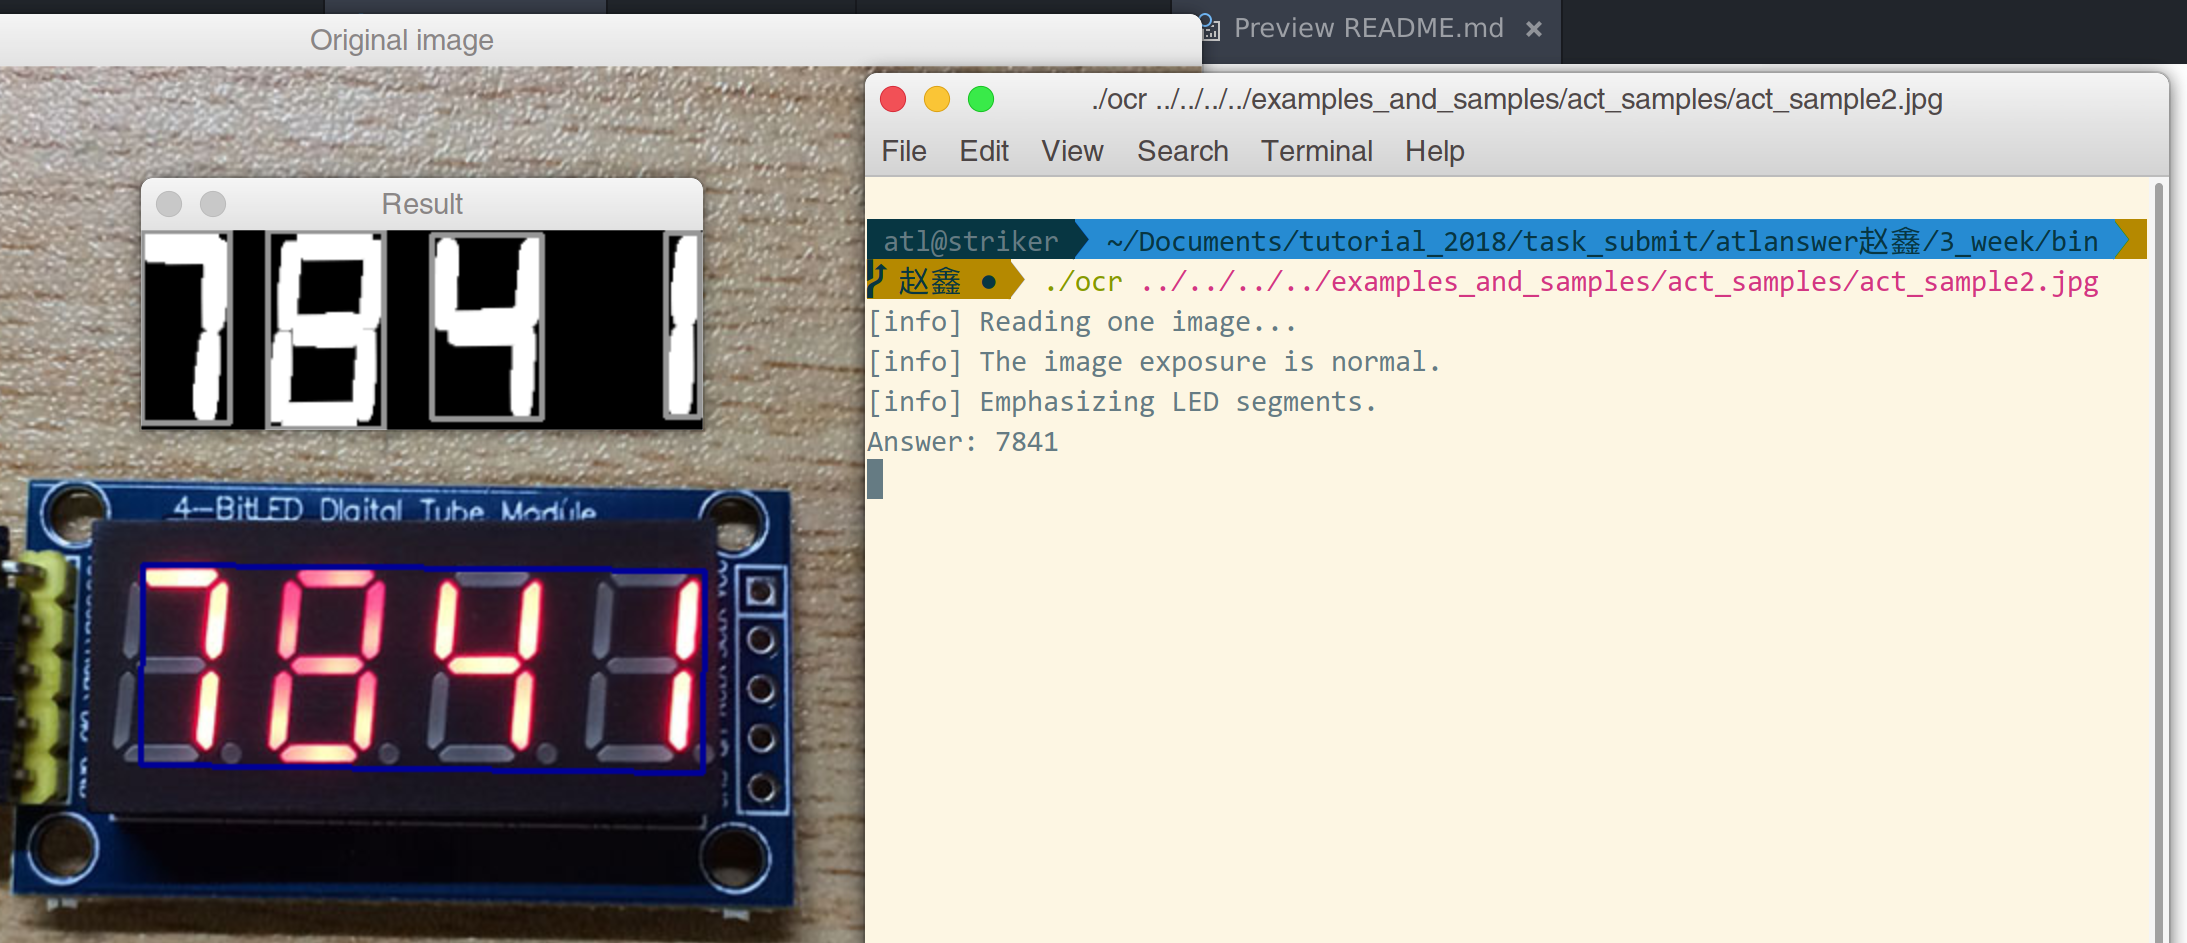 Preview README.md
Original image
./ocr ../../../../examples_and_samples/act_samples/act_sample2.jpg
File Edit View Search Terminal Help
Result
7841
atl@striker ~/Documents/tutorial_2018/task_submit/atlanswer赵鑫/3_week/bin
赵鑫 ● ./ocr ../../../../examples_and_samples/act_samples/act_sample2.jpg
[info] Reading one image...
[info] The image exposure is normal.
[info] Emphasizing LED segments.
Answer: 7841
4-BitLED Digital Tube Module
7841